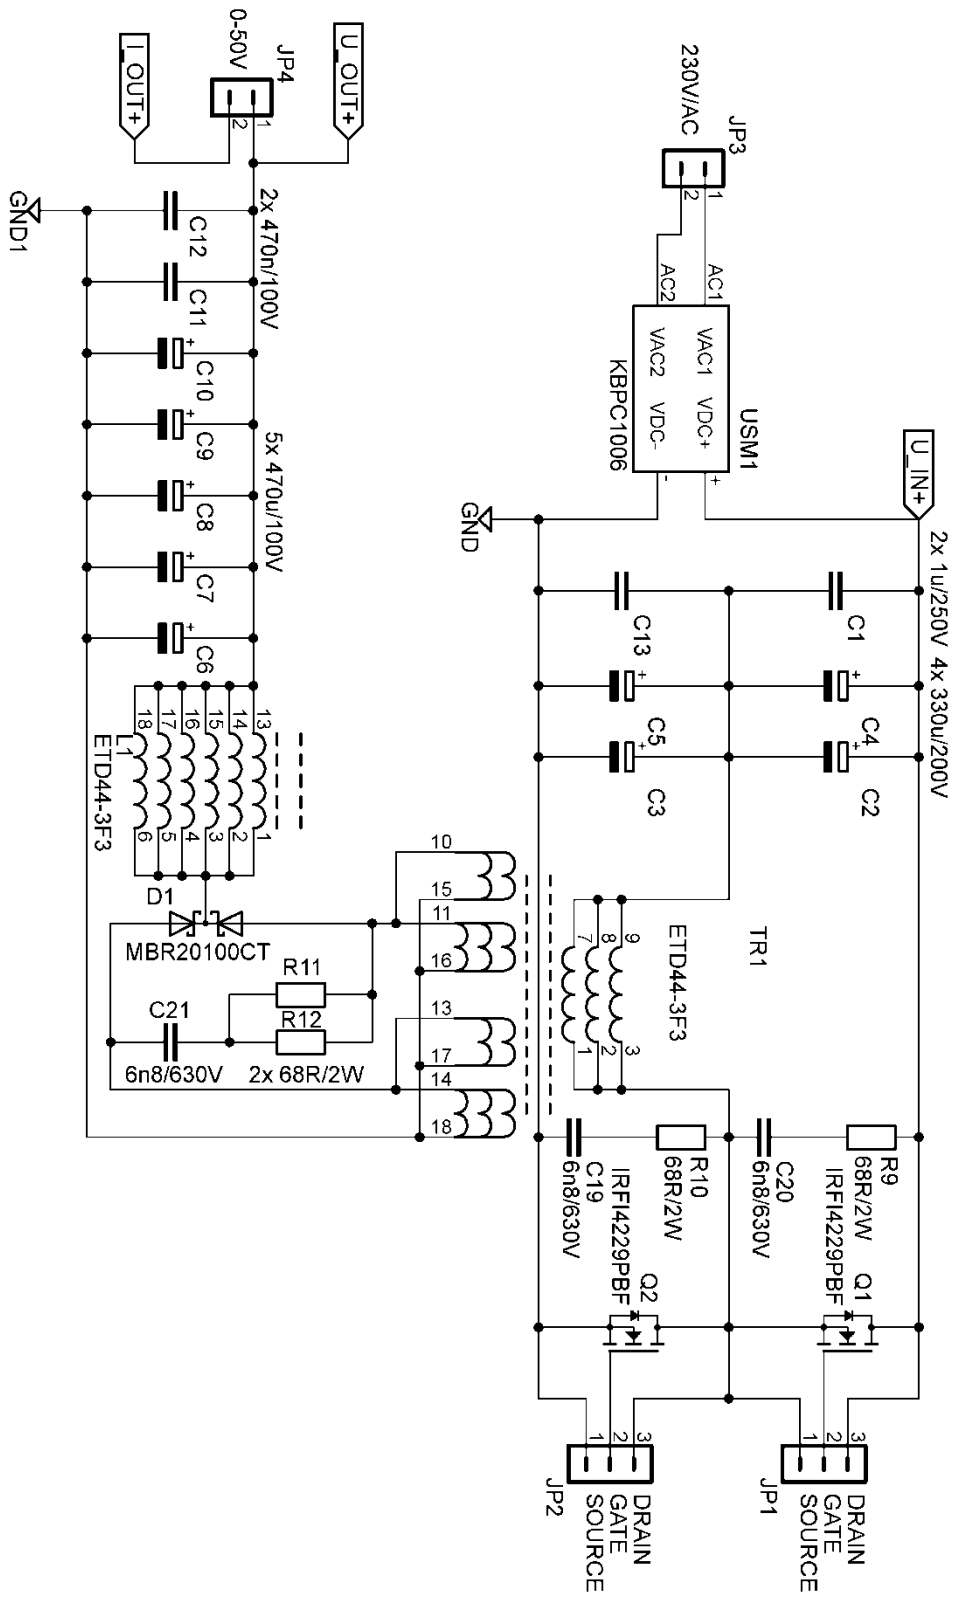 U_IN+
2x 1u/250V 4x 330u/200V
JP3
230V/AC
1
2
AC1
AC2
VAC1 VDC+
VAC2 VDC-
+
-
USM1
KBPC1006
GND
C1
C13
+
C4
+
C5
+
C2
+
C3
TR1
ETD44-3F3
9
8
7
3
2
1
R9
68R/2W
C20
6n8/630V
R10
68R/2W
C19
6n8/630V
Q1
IRFI4229PBF
Q2
IRFI4229PBF
3
2
1
JP1
DRAIN
GATE
SOURCE
3
2
1
JP2
DRAIN
GATE
SOURCE
U_OUT+
I_OUT+
JP4
0-50V
1
2
GND1
2x 470n/100V
C12
C11
5x 470u/100V
+
C10
+
C9
+
C8
+
C7
+
C6
13
14
15
16
17
18
1
2
3
4
5
6
L1
ETD44-3F3
D1
MBR20100CT
R11
R12
2x 68R/2W
C21
6n8/630V
10
15
11
16
13
17
14
18